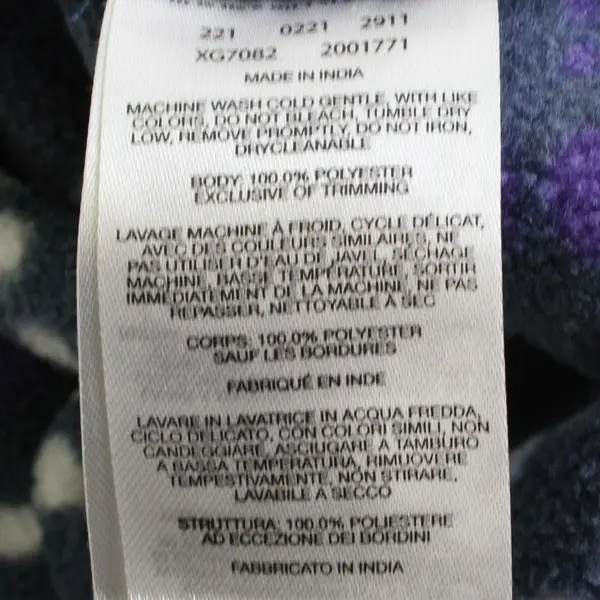 221 0221 2911
XG7082 2001771
MADE IN INDIA
MACHINE WASH COLD GENTLE, WITH LIKE
COLORS, DO NOT BLEACH, TUMBLE DRY
LOW, REMOVE PROMPTLY, DO NOT IRON,
DRYCLEANABLE
BODY: 100.0% POLYESTER
EXCLUSIVE OF TRIMMING
LAVAGE MACHINE À FROID, CYCLE DÉLICAT,
AVEC DES COULEURS SIMILAIRES, NE
PAS UTILISER D'EAU DE JAVEL, SÉCHAGE
MACHINE, BASSE TEMPÉRATURE, SORTIR
IMMÉDIATEMENT DE LA MACHINE, NE PAS
REPASSER, NETTOYABLE À SEC
CORPS: 100.0% POLYESTER
SAUF LES BORDURES
FABRIQUÉ EN INDE
LAVARE IN LAVATRICE IN ACQUA FREDDA,
CICLO DELICATO, CON COLORI SIMILI, NON
CANDEGGIARE, ASCIUGARE A TAMBURO
A BASSA TEMPERATURA, RIMUOVERE
TEMPESTIVAMENTE, NON STIRARE,
LAVABILE A SECCO
STRUTTURA: 100.0% POLIESTERE
AD ECCEZIONE DEI BORDINI
FABBRICATO IN INDIA